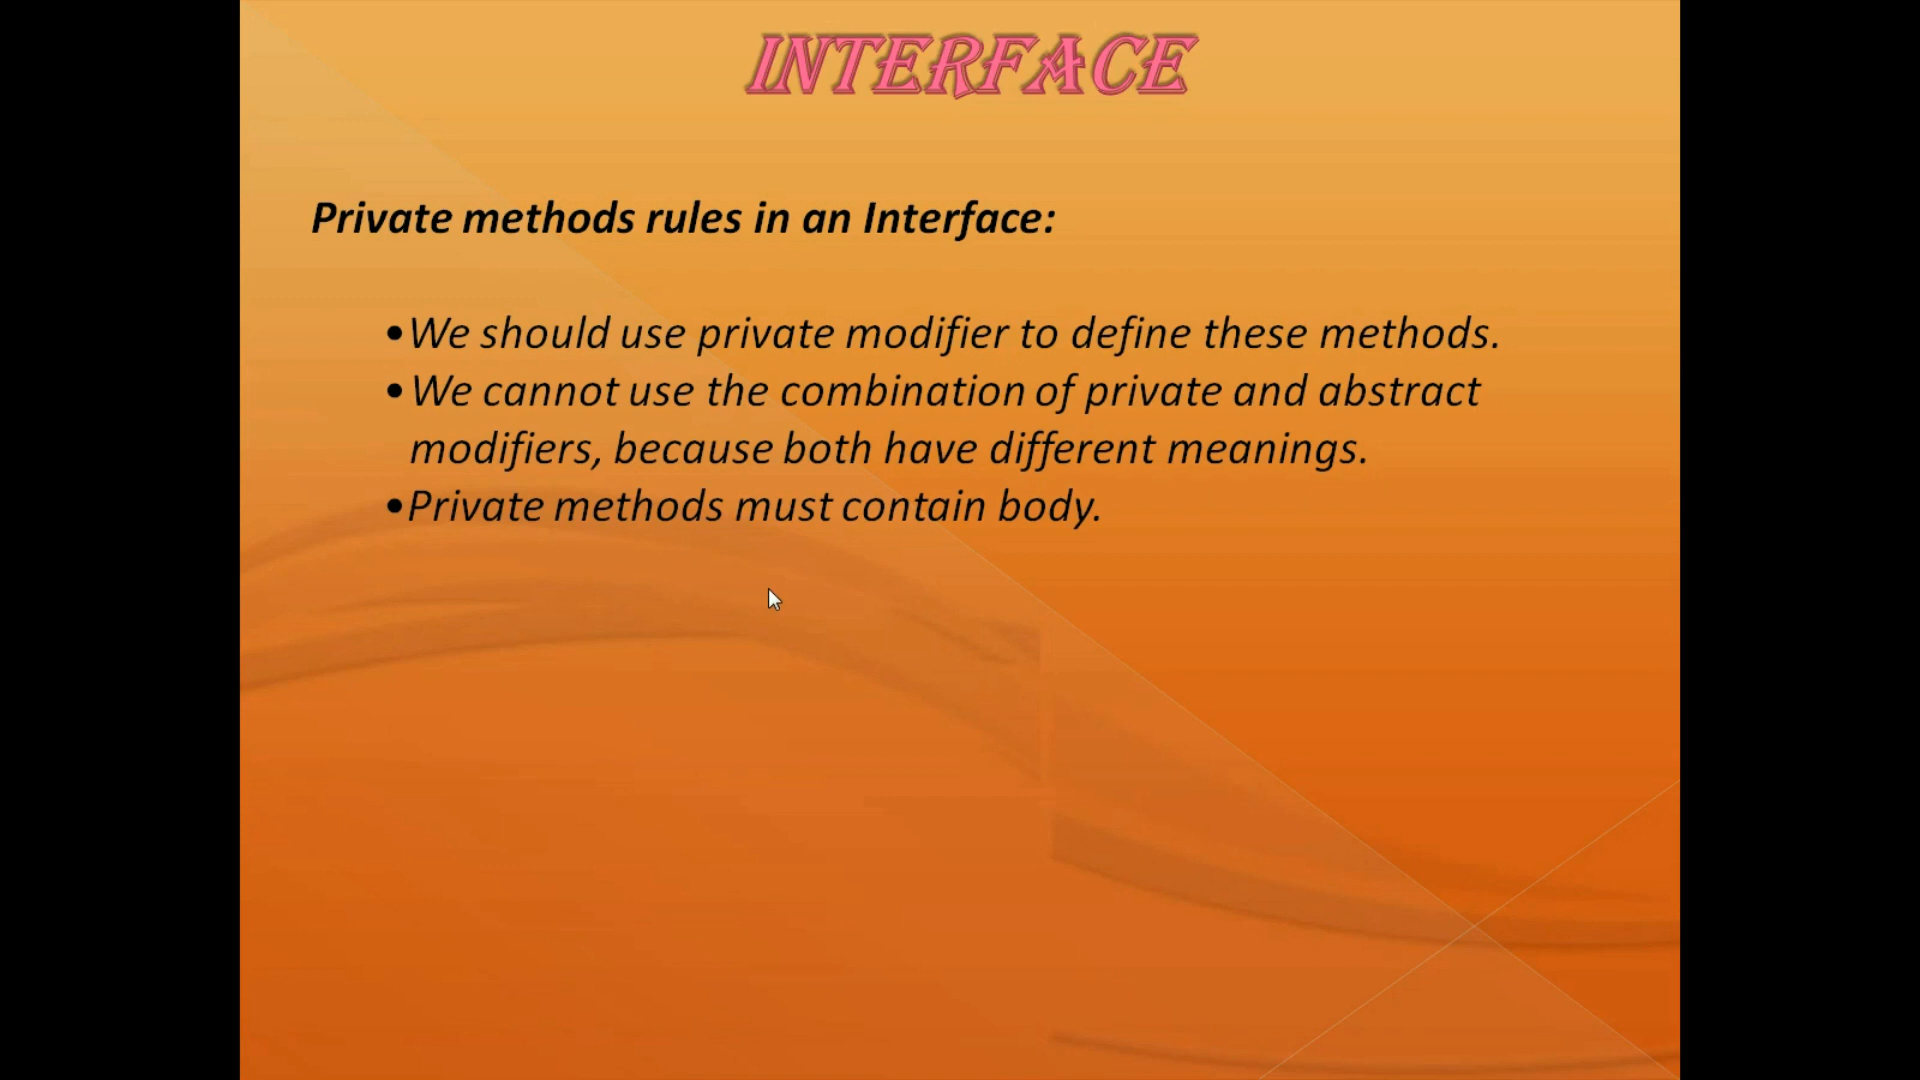 INTERFACE
Private methods rules in an Interface:
•We should use private modifier to define these methods.
•We cannot use the combination of private and abstract
modifiers, because both have different meanings.
•Private methods must contain body.